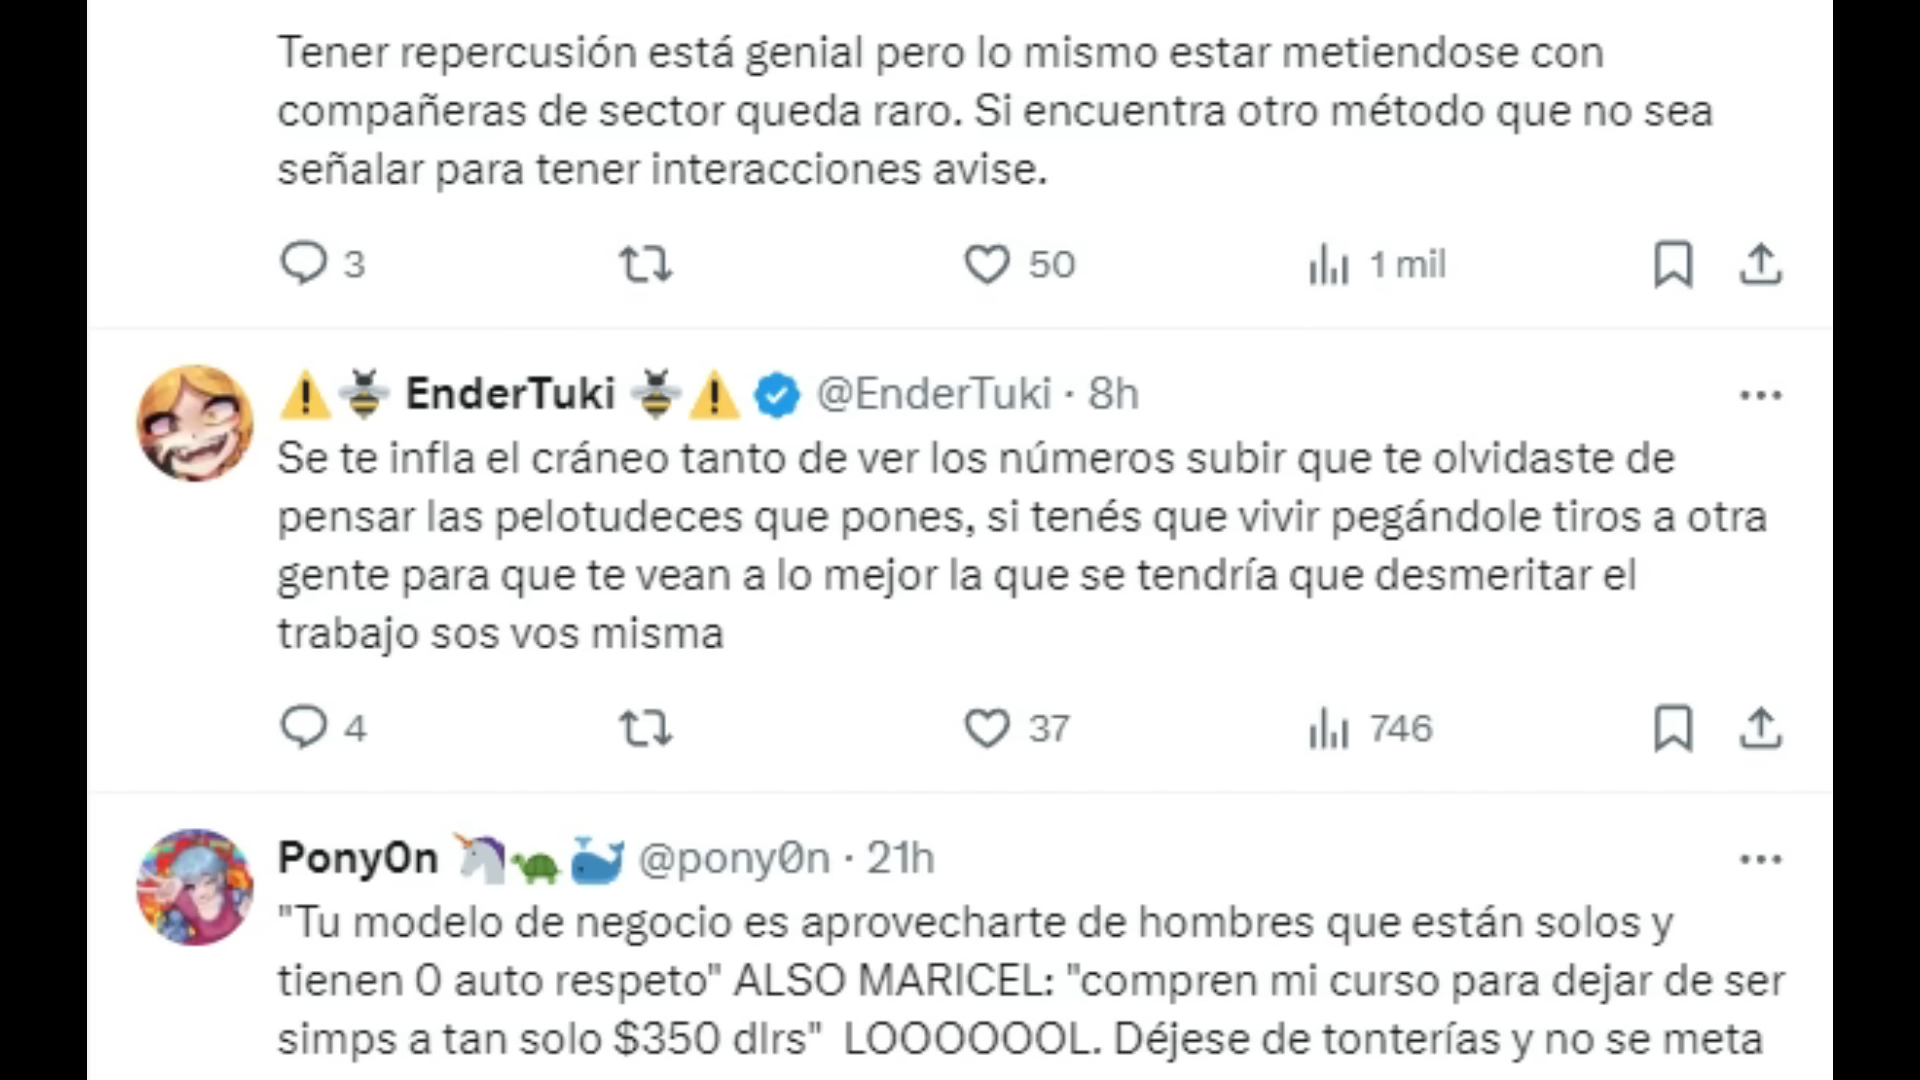 Tener repercusión está genial pero lo mismo estar metiendose con
compañeras de sector queda raro. Si encuentra otro método que no sea
señalar para tener interacciones avise.
3 50 1 mil
⚠️🐝 EnderTuki 🐝⚠️ @EnderTuki · 8h
Se te infla el cráneo tanto de ver los números subir que te olvidaste de
pensar las pelotudeces que pones, si tenés que vivir pegándole tiros a otra
gente para que te vean a lo mejor la que se tendría que desmeritar el
trabajo sos vos misma
4 37 746
Pony0n 🦄🐢🐳 @pony0n · 21h
"Tu modelo de negocio es aprovecharte de hombres que están solos y
tienen 0 auto respeto" ALSO MARICEL: "compren mi curso para dejar de ser
simps a tan solo $350 dlrs"  LOOOOOOL. Déjese de tonterías y no se meta